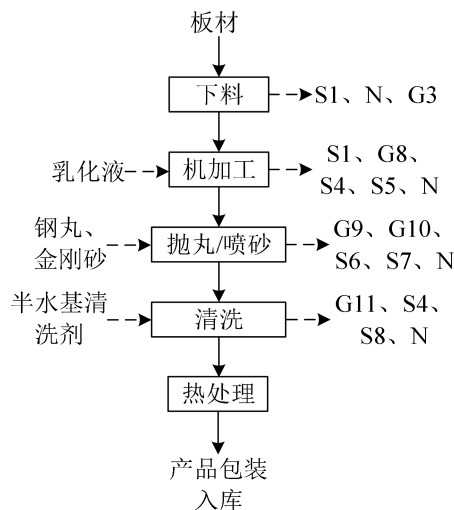 板材
下料
S1、N、G3
乳化液
机加工
S1、G8、
S4、S5、N
钢丸、
金刚砂
抛丸/喷砂
G9、G10、
S6、S7、N
半水基清
洗剂
清洗
G11、S4、
S8、N
热处理
产品包装
入库